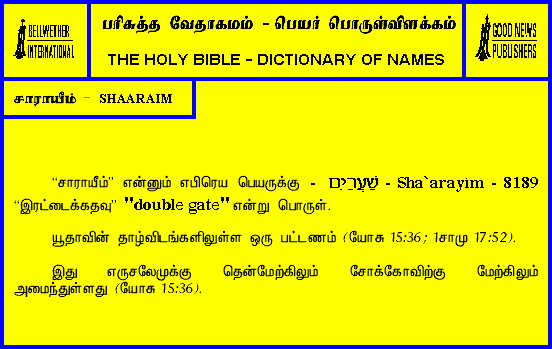 BELLWETHER
INTERNATIONAL
பரிசுத்த வேதாகமம் - பெயர் பொருள்விளக்கம்
THE HOLY BIBLE - DICTIONARY OF NAMES
GOOD NEWS
PUBLISHERS
சாராயீம் - SHAARAIM
“சாராயீம்” என்னும் எபிரெய பெயருக்கு - שַׁעֲרַיִם - Sha`arayim - 8189
“இரட்டைக்கதவு” "double gate" என்று பொருள்.
யூதாவின் தாழ்விடங்களிலுள்ள ஒரு பட்டணம் (யோசு 15:36; 1சாமு 17:52).
இது எருசலேமுக்கு தென்மேற்கிலும் சோக்கோவிற்கு மேற்கிலும்
அமைந்துள்ளது (யோசு 15:36).